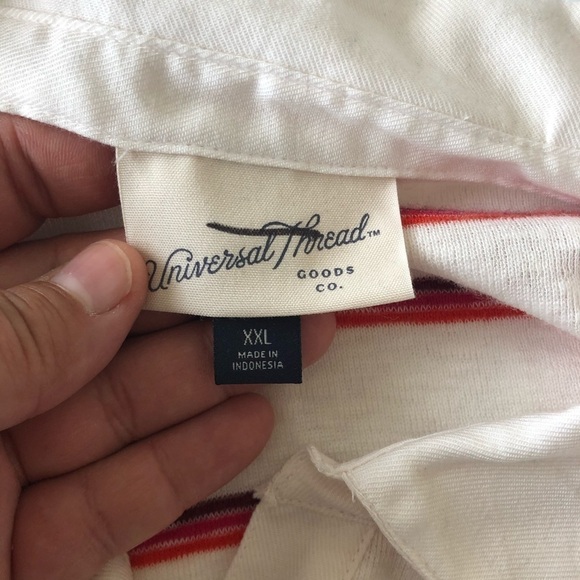 Universal Thread™
GOODS
CO.
XXL
MADE IN
INDONESIA